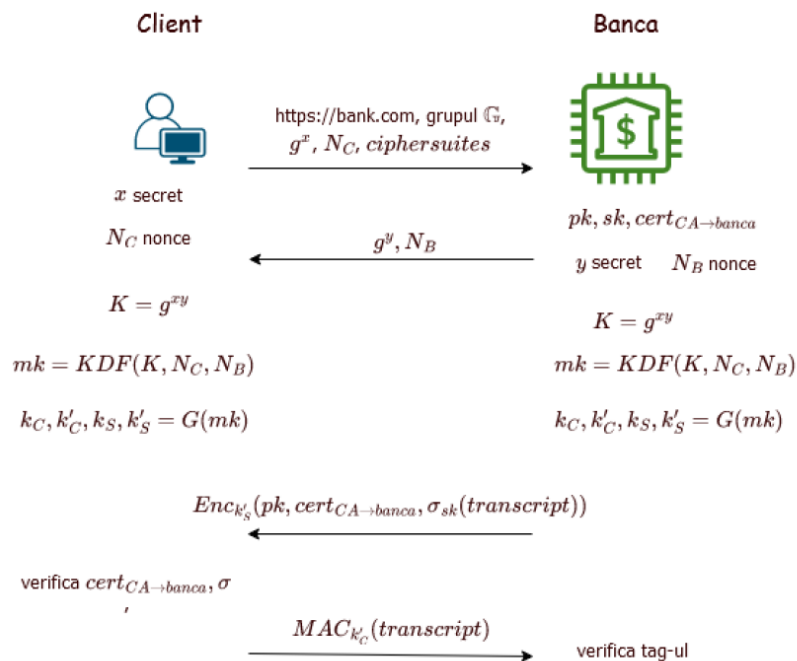 Client Banca
https://bank.com, grupul 𝔾,
$
g^x, N_C, ciphersuites
x secret
pk, sk, cert_{CA→banca}
N_C nonce
g^y, N_B
y secret N_B nonce
K = g^{xy}
K = g^{xy}
mk = KDF(K, N_C, N_B) mk = KDF(K, N_C, N_B)
k_C, k'_C, k_S, k'_S = G(mk) k_C, k'_C, k_S, k'_S = G(mk)
Enc_{k'_S}(pk, cert_{CA→banca}, σ_{sk}(transcript))
verifica cert_{CA→banca}, σ
,
MAC_{k'_C}(transcript)
verifica tag-ul